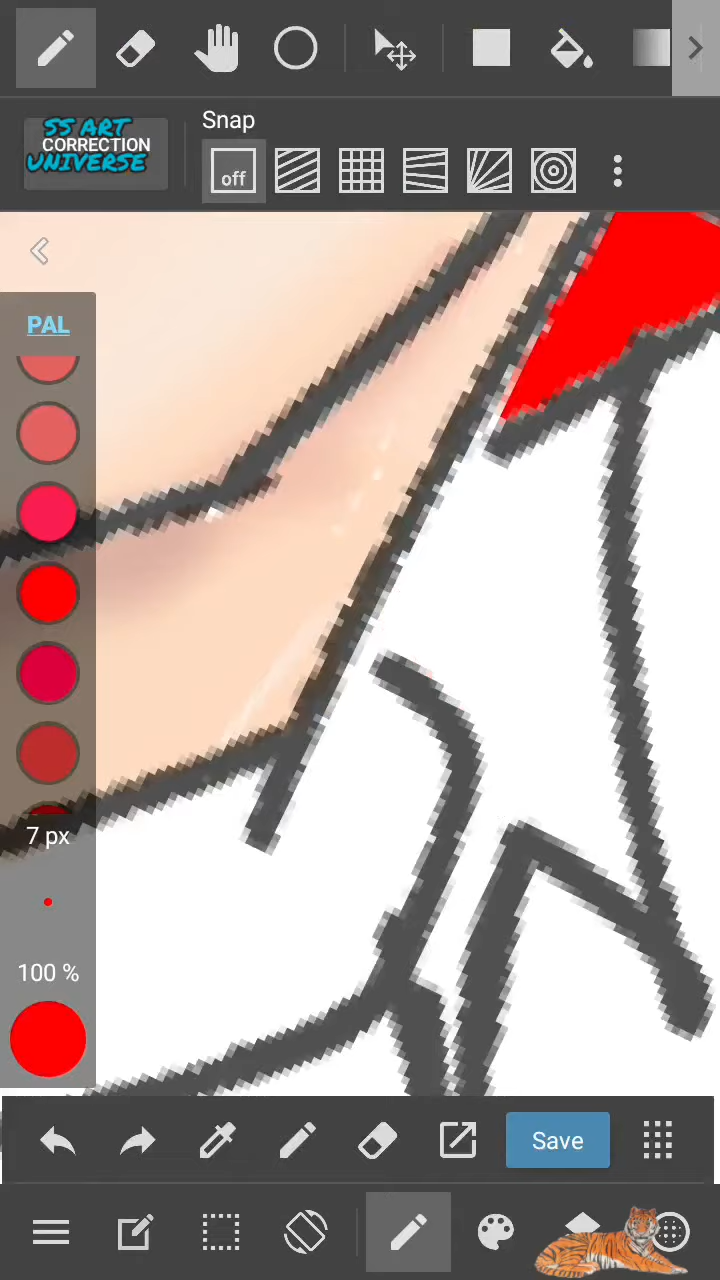 Snap
SS ART
CORRECTION
UNIVERSE
off
PAL
7 px
100 %
Save